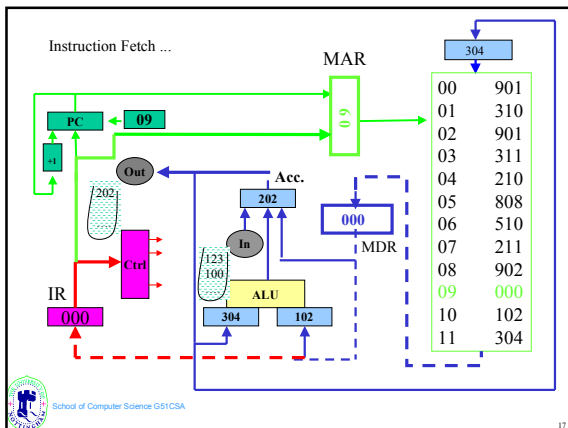 Instruction Fetch ...
304
MAR
09
PC
09
+1
Out
202
...
Acc.
202
000
MDR
In
123
100
Ctrl
ALU
IR
000
304
102
00 901
01 310
02 901
03 311
04 210
05 808
06 510
07 211
08 902
09 000
10 102
11 304
NOTTINGHAM
School of Computer Science G51CSA
17